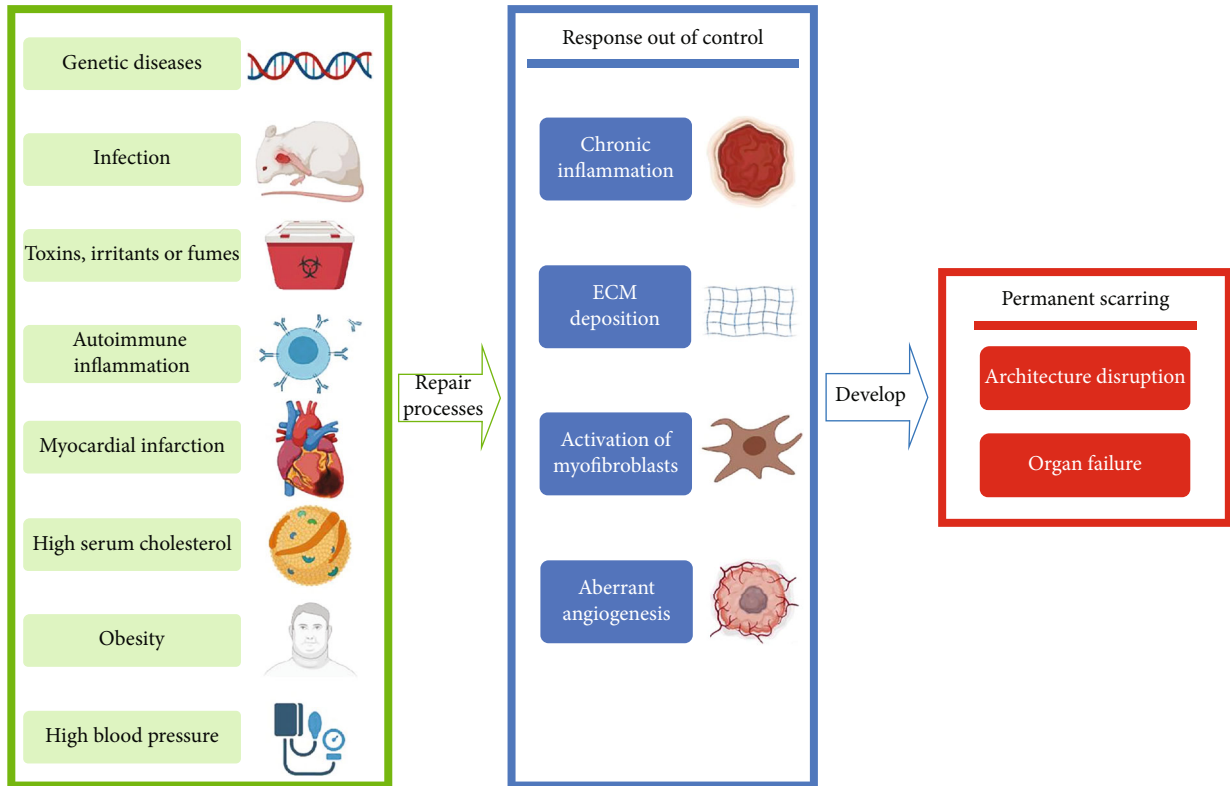 Genetic diseases
Infection
Toxins, irritants or fumes
Autoimmune
inflammation
Myocardial infarction
High serum cholesterol
Obesity
High blood pressure
Repair
processes
Response out of control
Chronic
inflammation
ECM
deposition
Activation of
myofibroblasts
Aberrant
angiogenesis
Develop
Permanent scarring
Architecture disruption
Organ failure